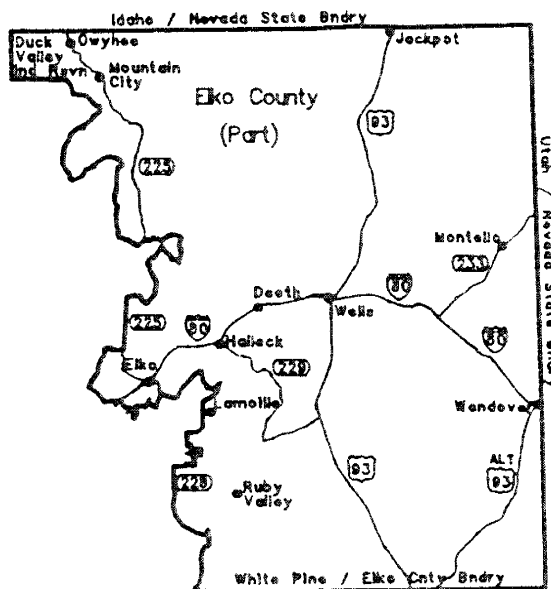 Idaho / Nevada State Bndry
Duck
Valley
Ind Rsvn
Owyhee
Mountain
City
Jackpot
Elko County
(Part)
93
225
Utah / Nevada State Bndry
Montello
233
Deeth
80
Wells
225
80
Halleck
80
Elko
229
Lamoille
Wendover
93
ALT
93
228
Ruby
Valley
White Pine / Elko Cnty Bndry